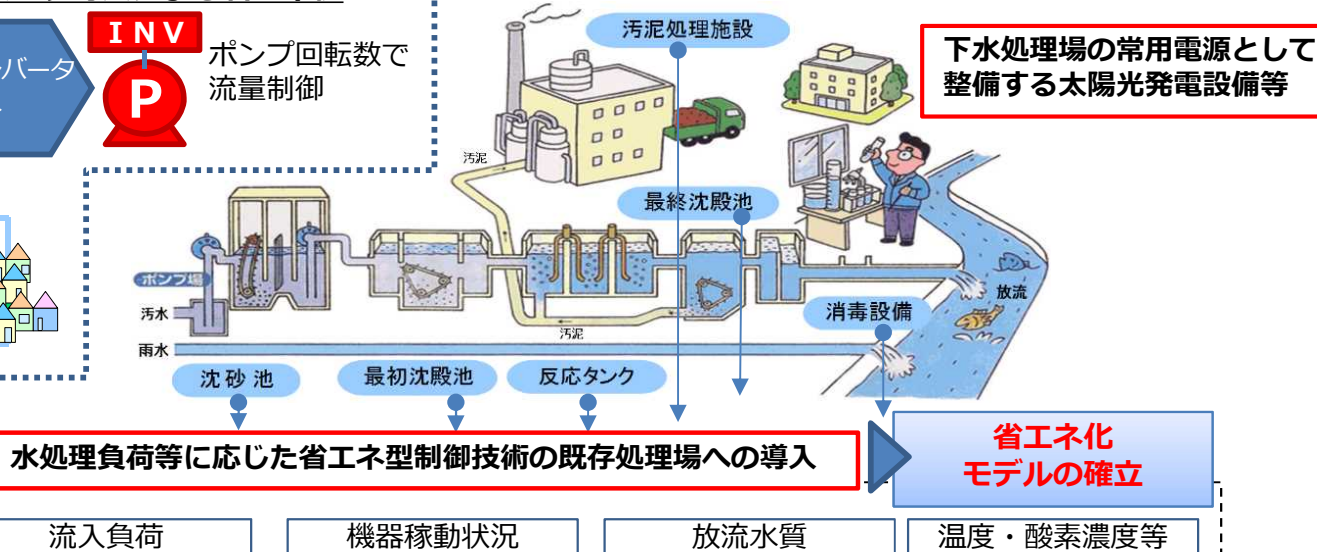 ＩＮＶ
バータ
P
ポンプ回転数で
流量制御
汚泥処理施設
下水処理場の常用電源として
整備する太陽光発電設備等
汚泥
最終沈殿池
ポンプ場
汚水
雨水
汚泥
消毒設備
放流
沈砂池
最初沈殿池
反応タンク
水処理負荷等に応じた省エネ型制御技術の既存処理場への導入
省エネ化
モデルの確立
流入負荷
機器稼動状況
放流水質
温度・酸素濃度等